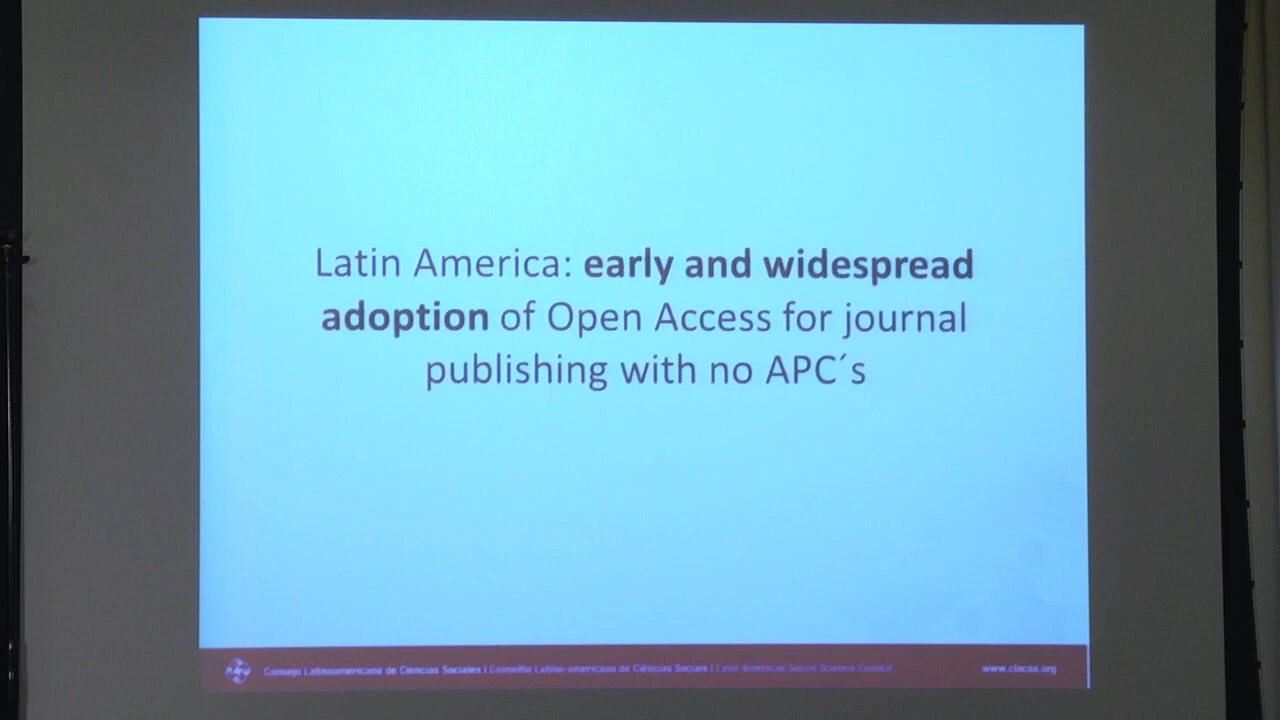 Latin America: early and widespread
adoption of Open Access for journal
publishing with no APC´s
Consejo Latinoamericano de Ciencias Sociales | Conselho Latino-americano de Ciências Sociais | Latin American Social Science Council
www.clacso.org